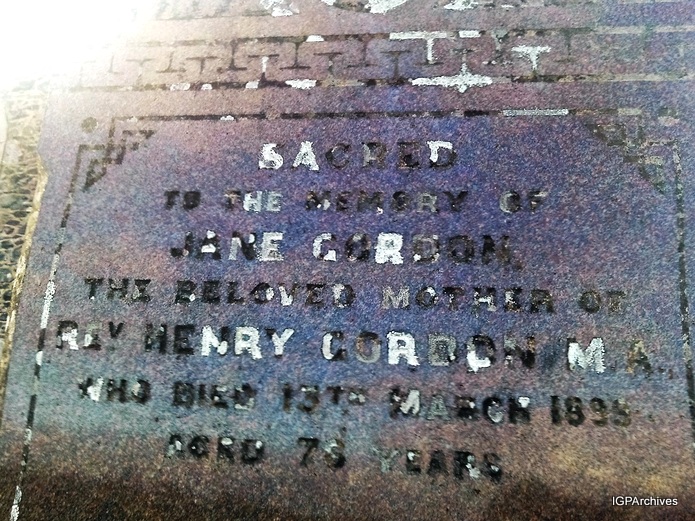 SACRED
TO THE MEMORY OF
JANE GORDON,
THE BELOVED MOTHER OF
REV HENRY GORDON, M.A.,
WHO DIED 13TH MARCH
AGED YEARS
IGPArchives